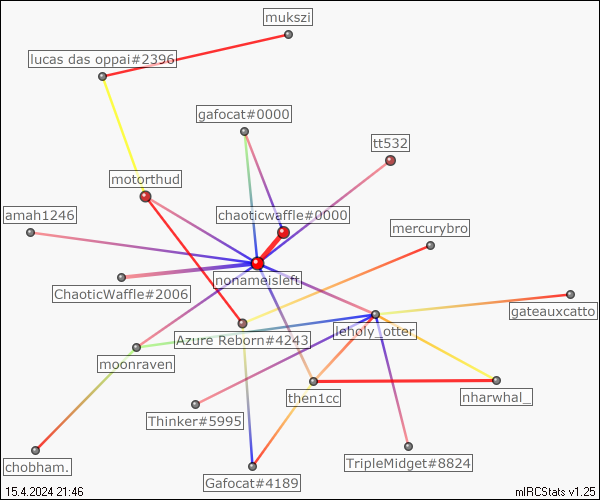 mukszi
lucas das oppai#2396
gafocat#0000
tt532
motorthud
amah1246
chaoticwaffle#0000
mercurybro
nonameisleft
ChaoticWaffle#2006
gateauxcatto
leholy_otter
Azure Reborn#4243
moonraven
then1cc
nharwhal_
Thinker#5995
chobham.
TripleMidget#8824
Gafocat#4189
15.4.2024 21:46
mIRCStats v1.25